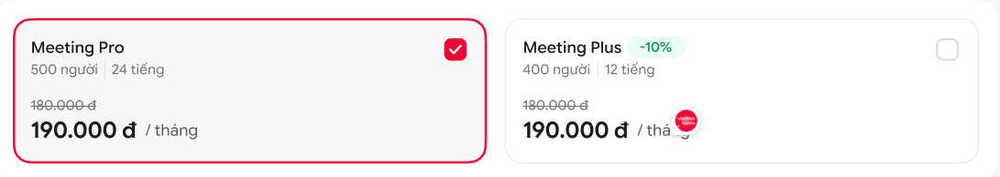 Meeting Pro
500 người | 24 tiếng
180.000 đ
190.000 đ / tháng
Meeting Plus -10%
400 người | 12 tiếng
180.000 đ
190.000 đ /